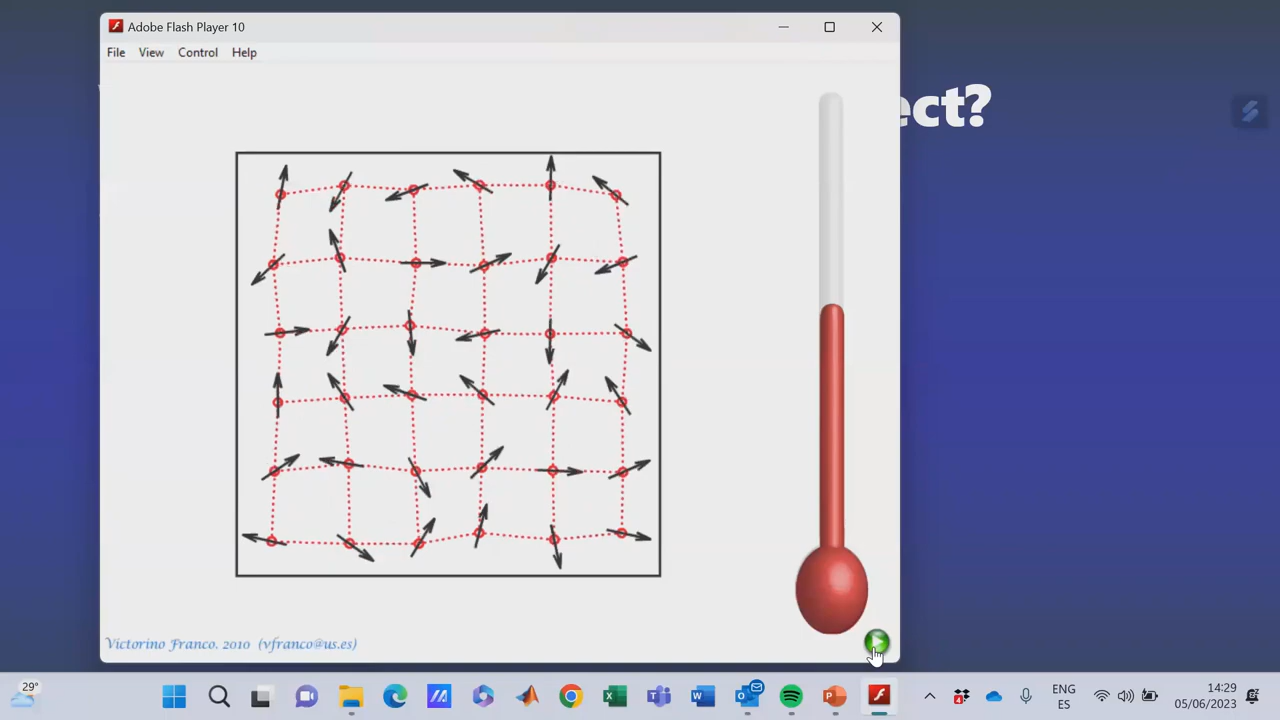 Adobe Flash Player 10
File View Control Help
ect?
Victorino Franco. 2010 (vfranco@us.es)
29°
ENG
ES
14:29
05/06/2023